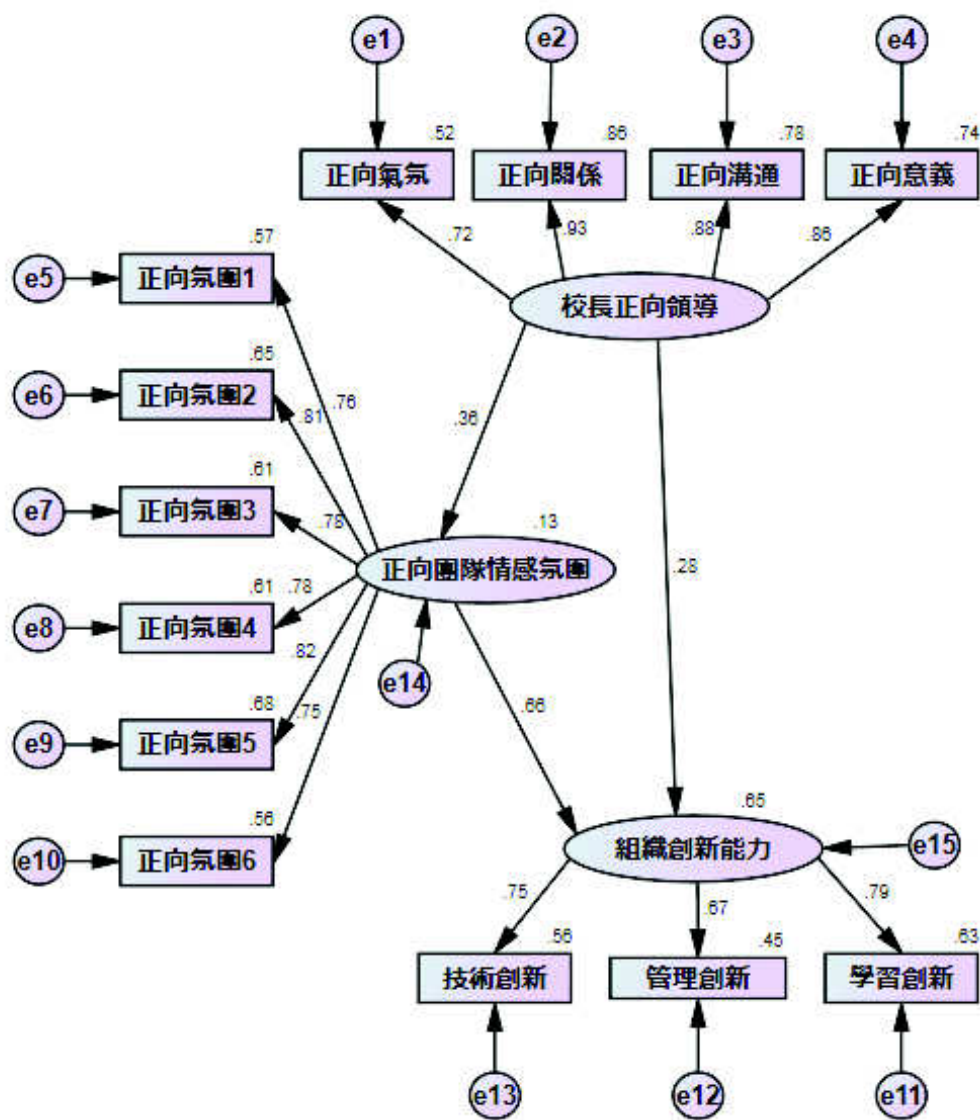 e1 e2 e3 e4
.52 .86 .78 .74
正向氣氛 正向關係 正向溝通 正向意義
.72 .93 .88 .86
校長正向領導
e5 .57 正向氛圍1
e6 .65 正向氛圍2
e7 .61 正向氛圍3
e8 .61 正向氛圍4
e9 .68 正向氛圍5
e10 .56 正向氛圍6
.76
.81
.78
.78
.82
.75
.36
.13
正向團隊情感氛圍
e14
.28
.66
.65
組織創新能力
e15
.75 .67 .79
.56 .45 .63
技術創新 管理創新 學習創新
e13 e12 e11